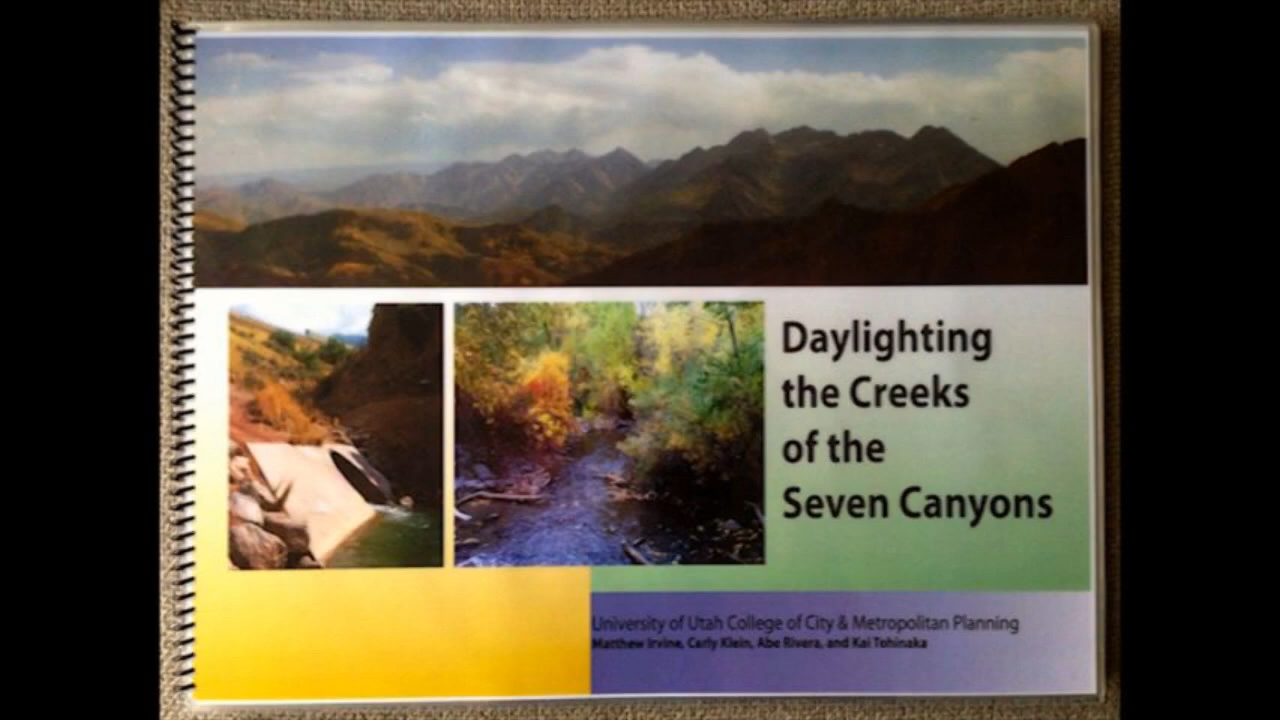 Daylighting
the Creeks
of the
Seven Canyons
University of Utah College of City & Metropolitan Planning
Matthew Irvine, Carly Klein, Abe Rivera, and Kai Tohinaka